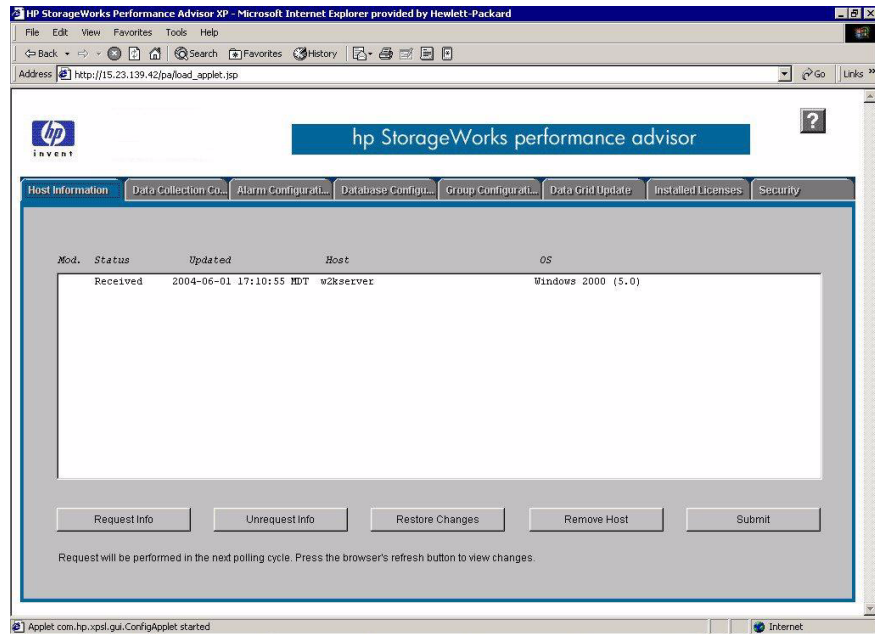 HP StorageWorks Performance Advisor XP - Microsoft Internet Explorer provided by Hewlett-Packard
File Edit View Favorites Tools Help
Back Search Favorites History
Address http://15.23.139.42/pa/load_applet.jsp Go Links »
hp
invent
hp StorageWorks performance advisor
?
Host Information Data Collection Co... Alarm Configurati... Database Configu... Group Configurati... Data Grid Update Installed Licenses Security
Mod. Status Updated Host OS
Received 2004-06-01 17:10:55 MDT w2kserver Windows 2000 (5.0)
Request Info Unrequest Info Restore Changes Remove Host Submit
Request will be performed in the next polling cycle. Press the browser's refresh button to view changes.
Applet com.hp.xpsl.gui.ConfigApplet started Internet